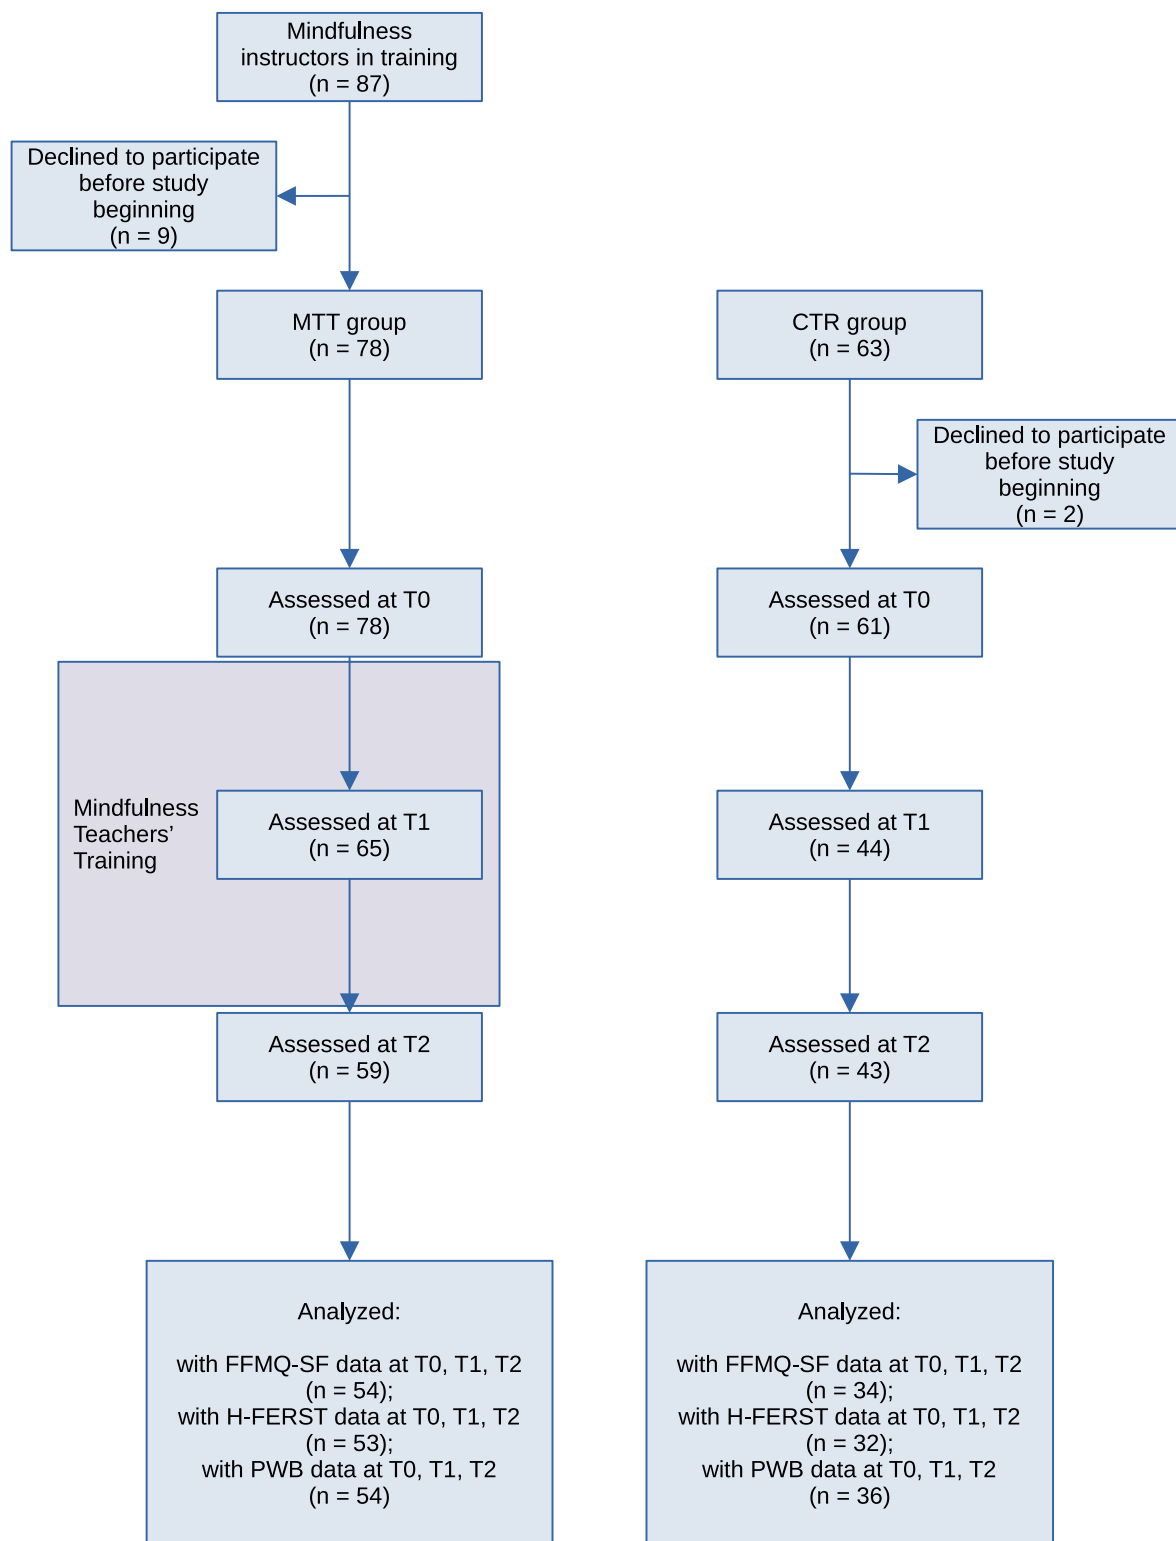 Mindfulness
instructors in training
(n = 87)
Declined to participate
before study
beginning
(n = 9)
MTT group
(n = 78)
CTR group
(n = 63)
Declined to participate
before study
beginning
(n = 2)
Assessed at T0
(n = 78)
Assessed at T0
(n = 61)
Mindfulness
Teachers’
Training
Assessed at T1
(n = 65)
Assessed at T1
(n = 44)
Assessed at T2
(n = 59)
Assessed at T2
(n = 43)
Analyzed:
with FFMQ-SF data at T0, T1, T2
(n = 54);
with H-FERST data at T0, T1, T2
(n = 53);
with PWB data at T0, T1, T2
(n = 54)
Analyzed:
with FFMQ-SF data at T0, T1, T2
(n = 34);
with H-FERST data at T0, T1, T2
(n = 32);
with PWB data at T0, T1, T2
(n = 36)